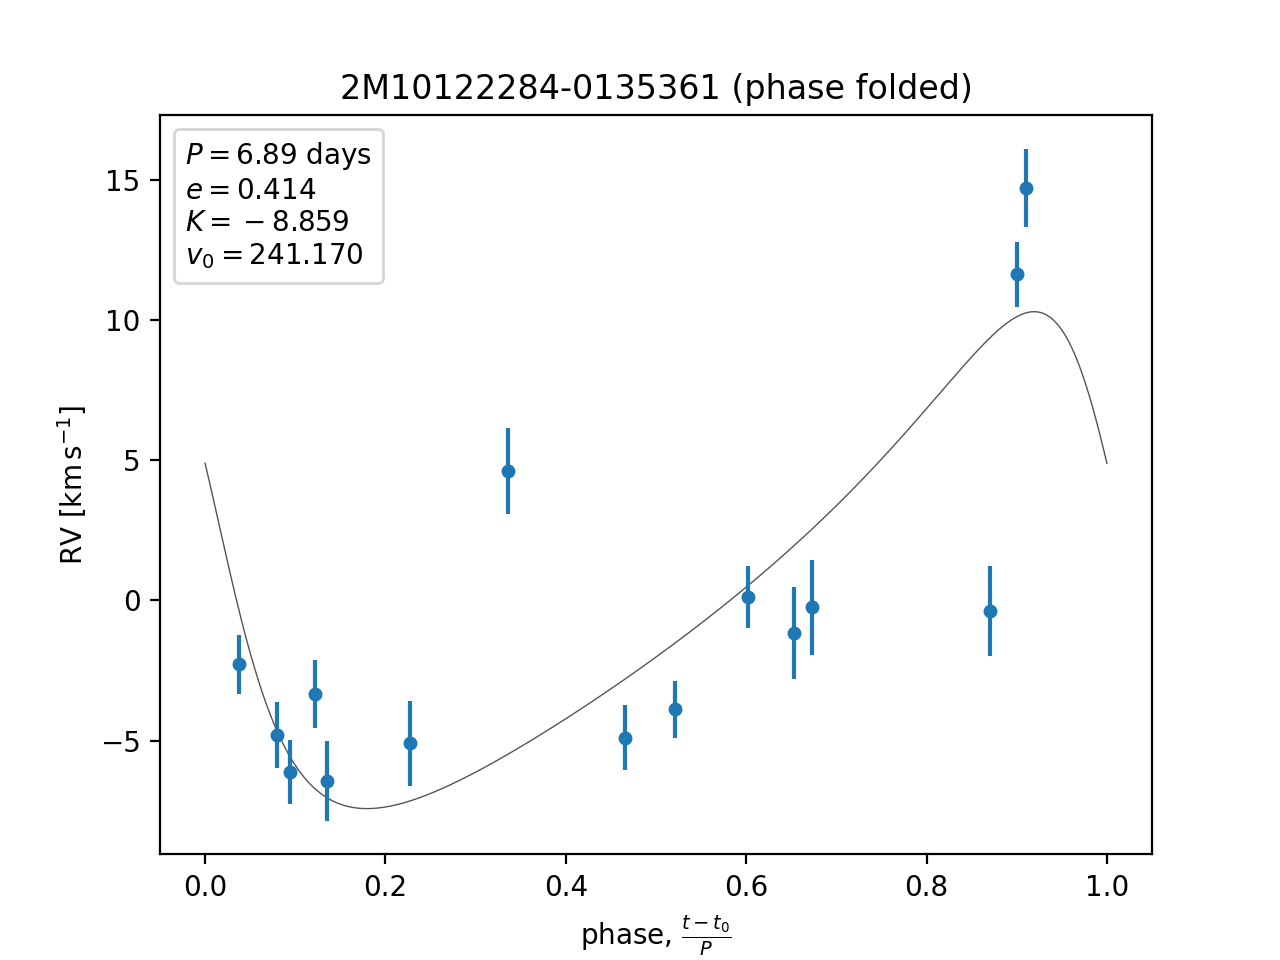 2M10122284-0135361 (phase folded)
P = 6.89 days
e = 0.414
K = −8.859
v₀ = 241.170
RV [km s⁻¹]
15
10
5
0
−5
0.0 0.2 0.4 0.6 0.8 1.0
phase, (t − t₀)/P